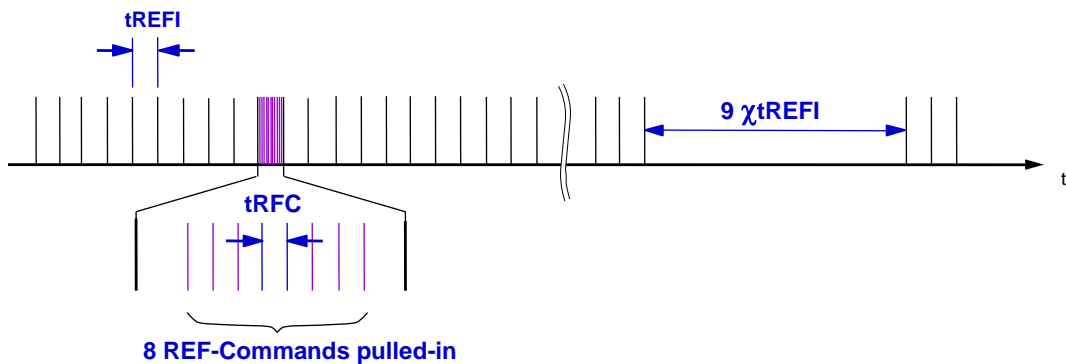 tREFI
9 χtREFI
t
tRFC
8 REF-Commands pulled-in